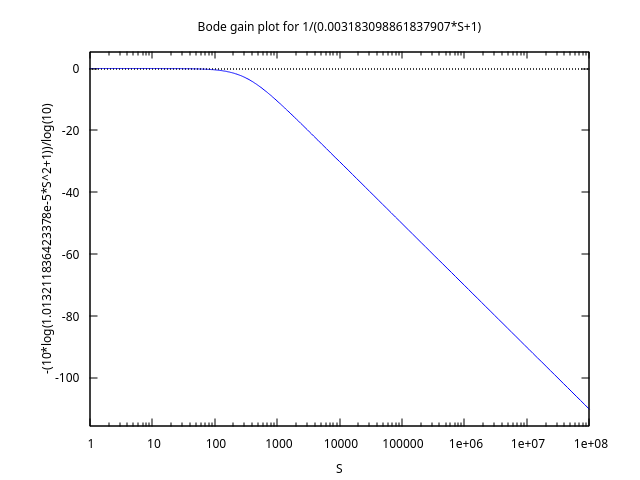 Bode gain plot for 1/(0.003183098861837907*S+1)
-(10*log(1.013211836423378e-5*S^2+1))/log(10)
0
-20
-40
-60
-80
-100
1 10 100 1000 10000 100000 1e+06 1e+07 1e+08
S